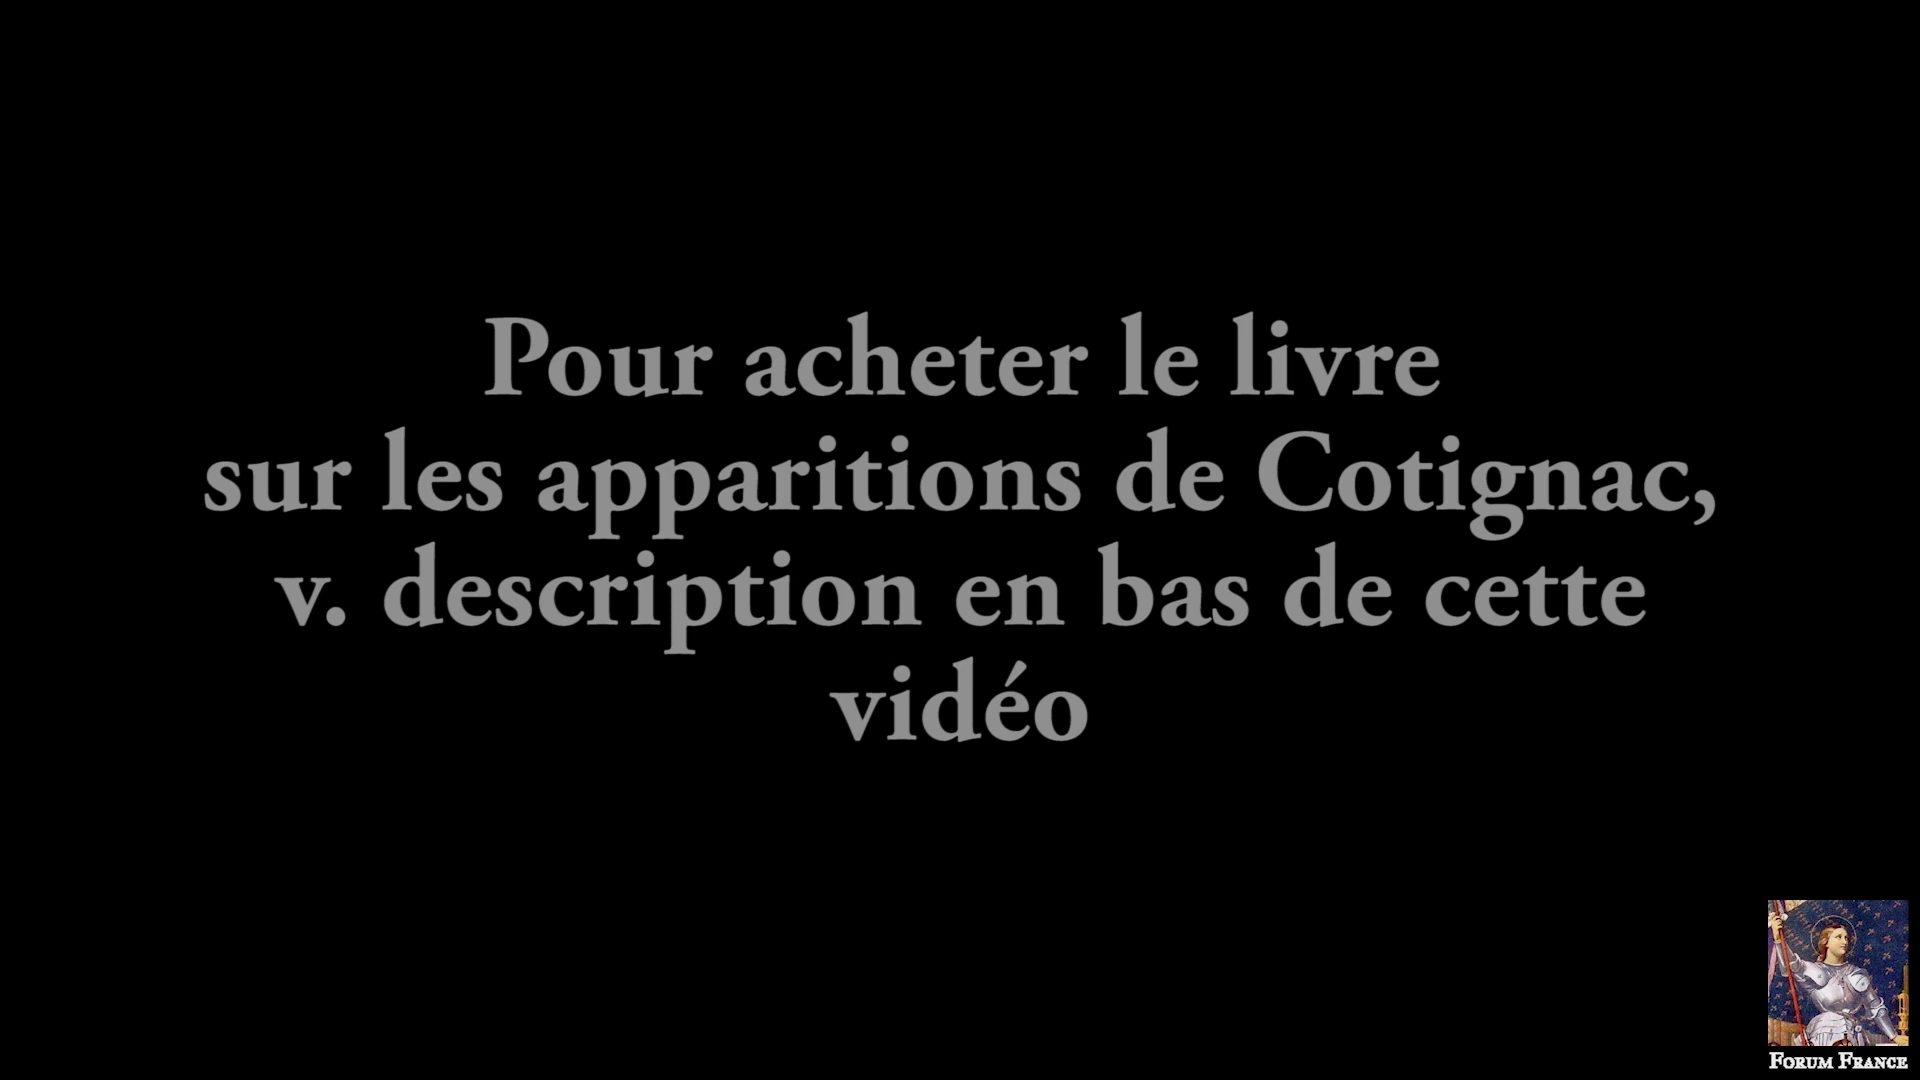 Pour acheter le livre
sur les apparitions de Cotignac,
v. description en bas de cette
vidéo
Forum France